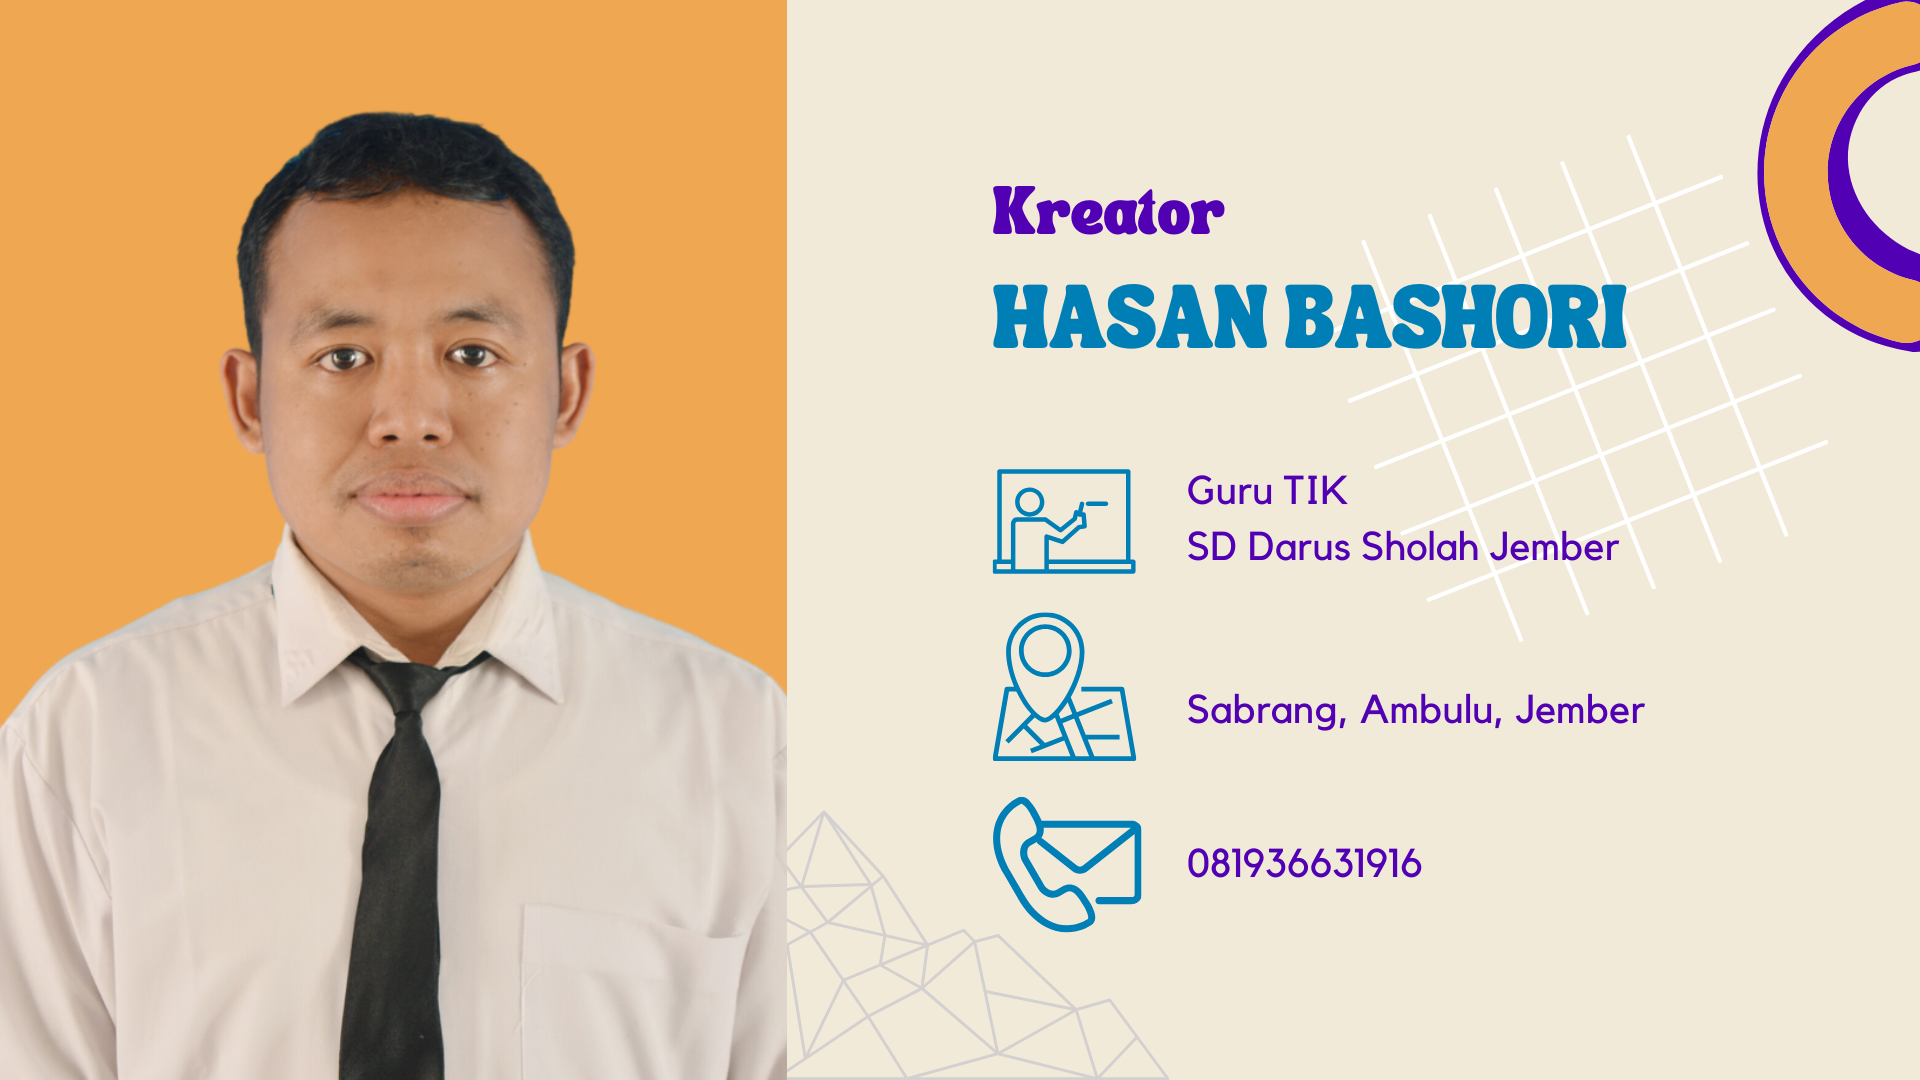 Kreator
HASAN BASHORI
Guru TIK
SD Darus Sholah Jember
Sabrang, Ambulu, Jember
081936631916